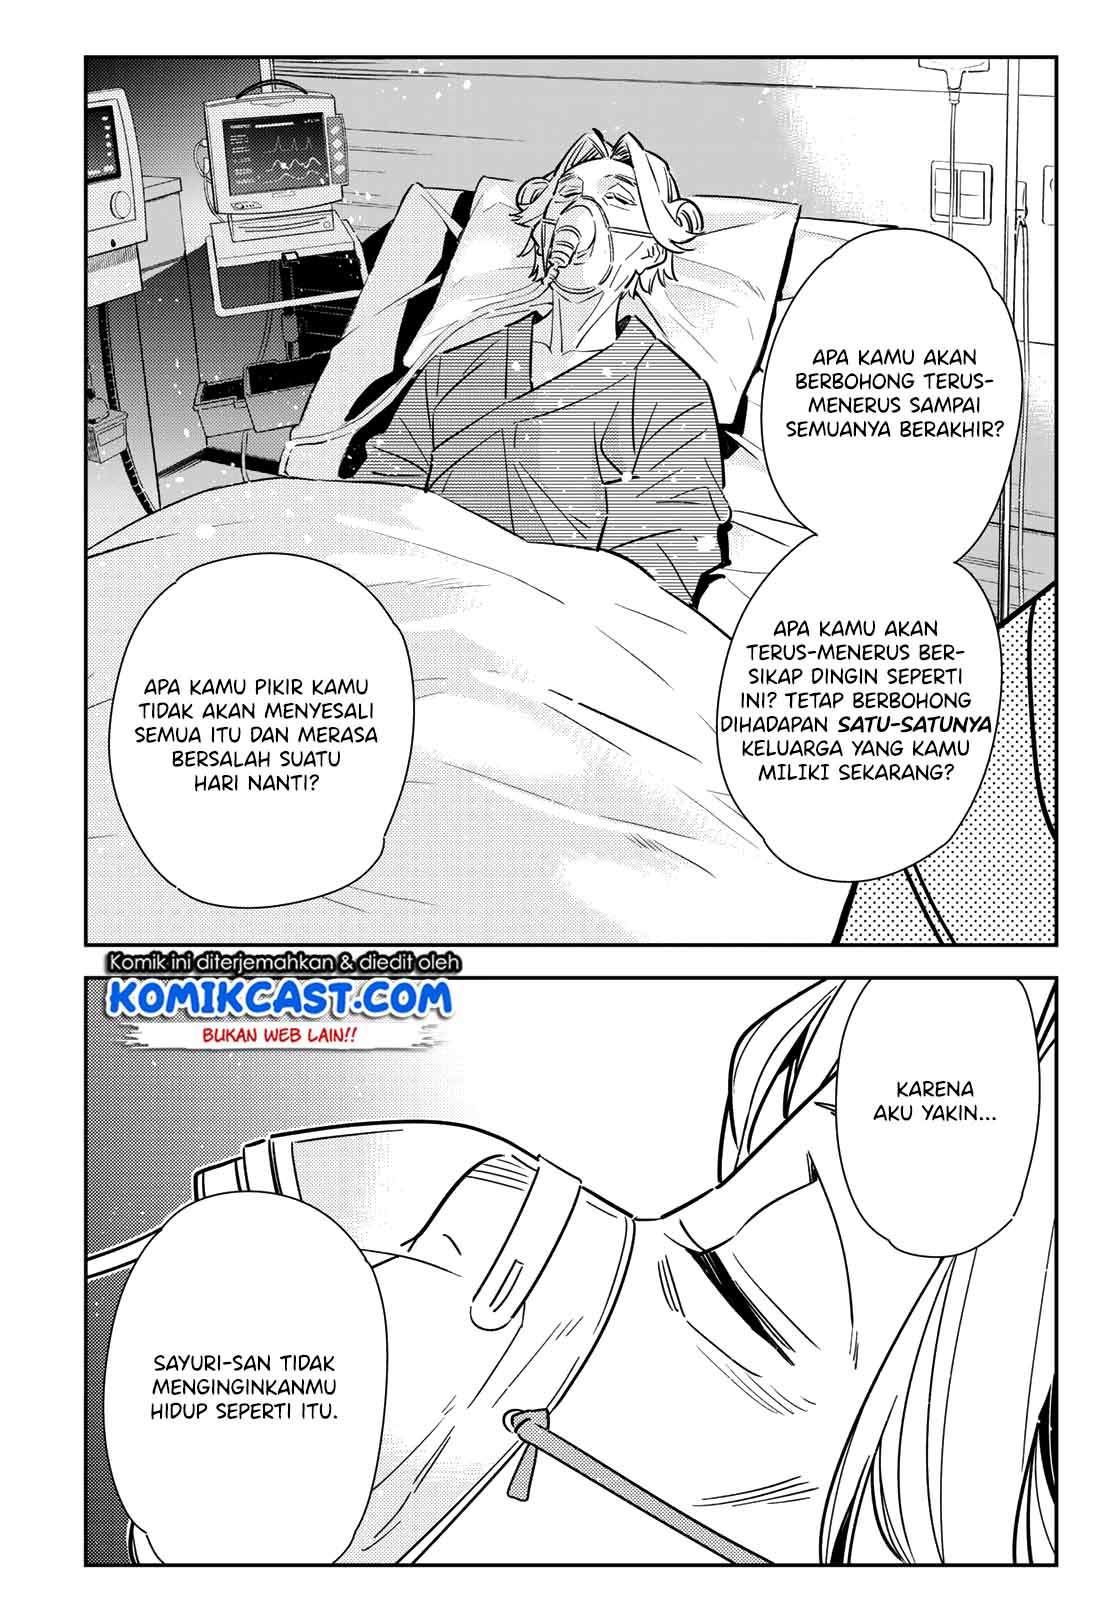 APA KAMU AKAN
BERBOHONG TERUS-
MENERUS SAMPAI
SEMUANYA BERAKHIR?
APA KAMU AKAN
TERUS-MENERUS BER-
SIKAP DINGIN SEPERTI
INI? TETAP BERBOHONG
DIHADAPAN SATU-SATUNYA
KELUARGA YANG KAMU
MILIKI SEKARANG?
APA KAMU PIKIR KAMU
TIDAK AKAN MENYESALI
SEMUA ITU DAN MERASA
BERSALAH SUATU
HARI NANTI?
Komik ini diterjemahkan & diedit oleh
KOMIKCAST.COM
BUKAN WEB LAIN!!
KARENA
AKU YAKIN...
SAYURI-SAN TIDAK
MENGINGINKANMU
HIDUP SEPERTI ITU.